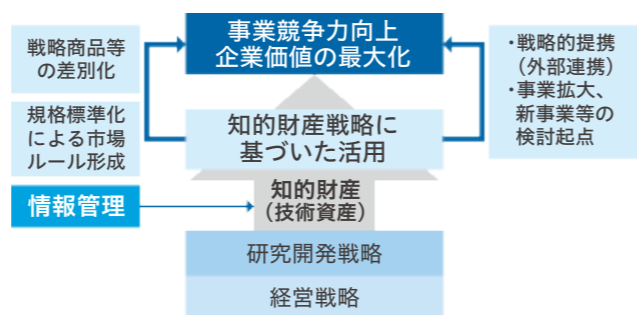 事業競争力向上
企業価値の最大化
戦略商品等
の差別化
規格標準化
による市場
ルール形成
・戦略的提携
（外部連携）
・事業拡大、
新事業等の
検討起点
知的財産戦略に
基づいた活用
情報管理
知的財産
（技術資産）
研究開発戦略
経営戦略